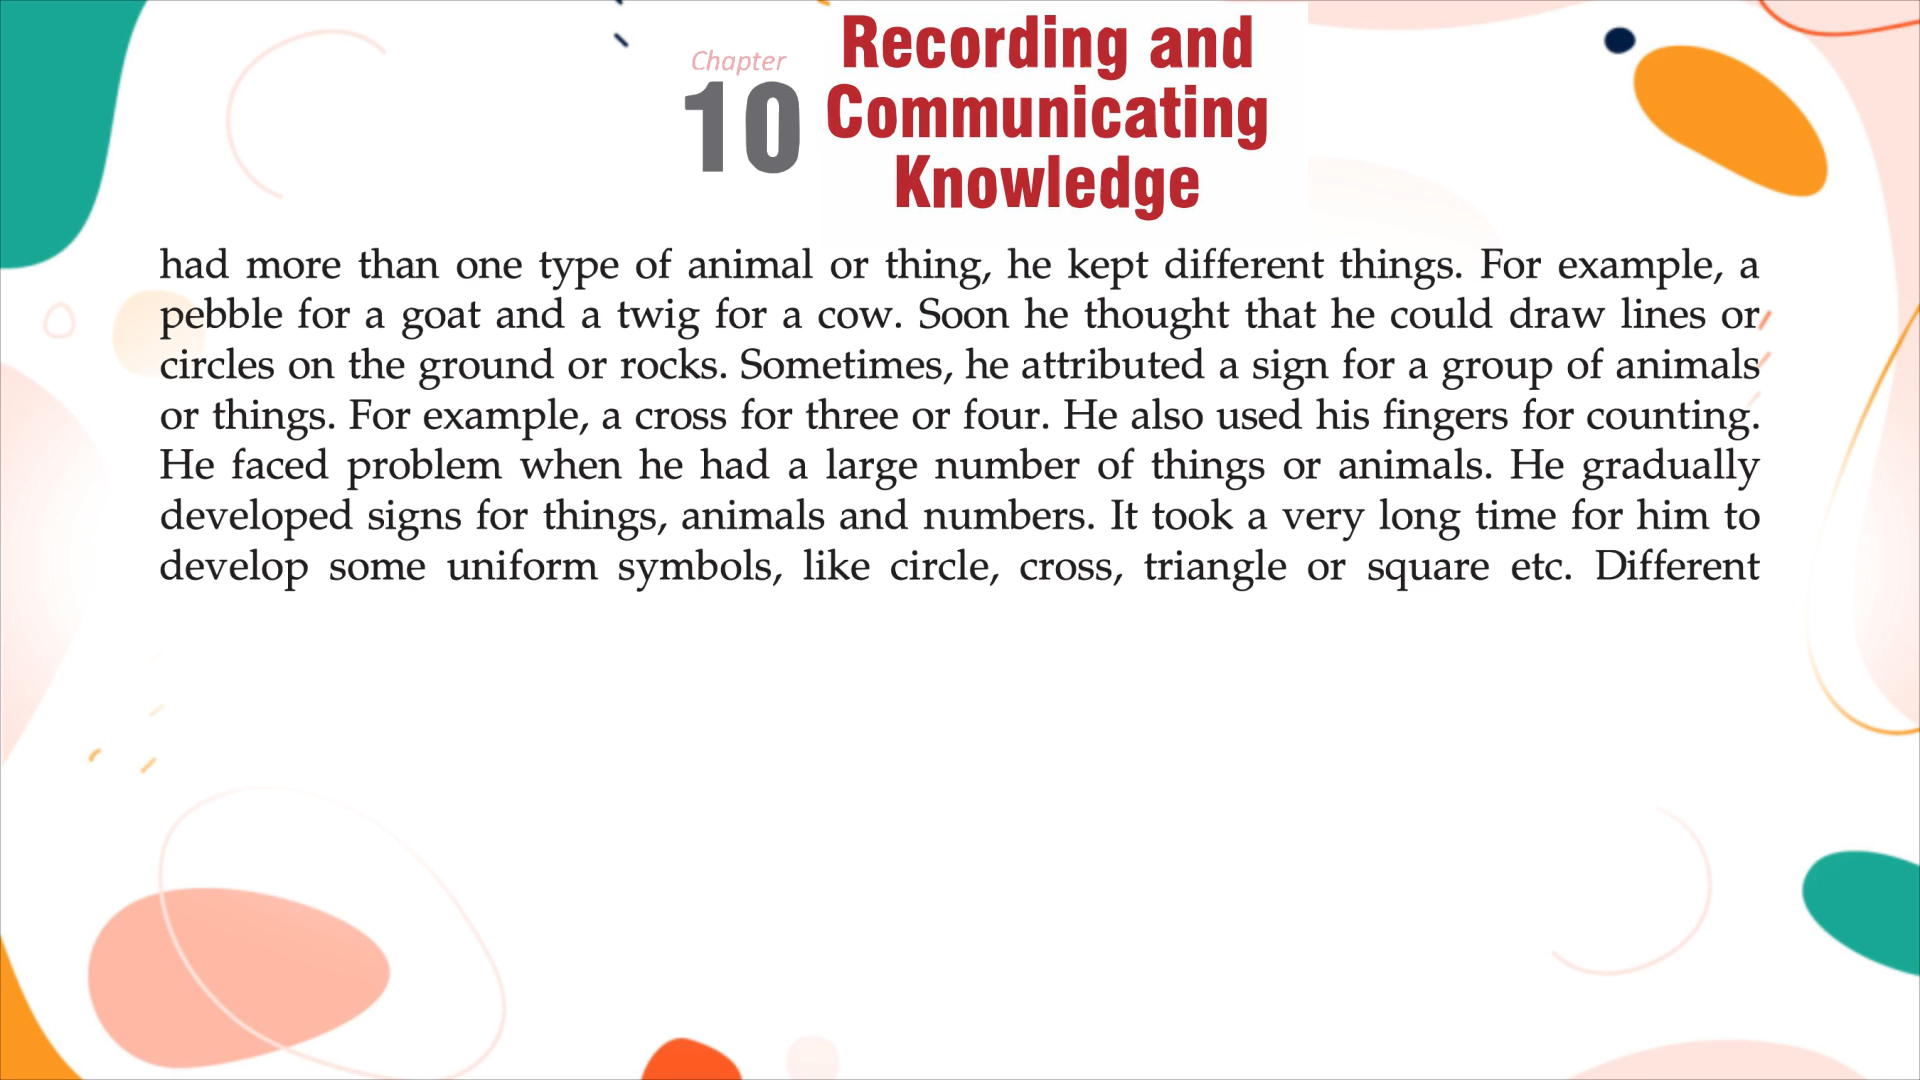 Chapter
10
Recording and
Communicating
Knowledge
had more than one type of animal or thing, he kept different things. For example, a
pebble for a goat and a twig for a cow. Soon he thought that he could draw lines or
circles on the ground or rocks. Sometimes, he attributed a sign for a group of animals
or things. For example, a cross for three or four. He also used his fingers for counting.
He faced problem when he had a large number of things or animals. He gradually
developed signs for things, animals and numbers. It took a very long time for him to
develop some uniform symbols, like circle, cross, triangle or square etc. Different